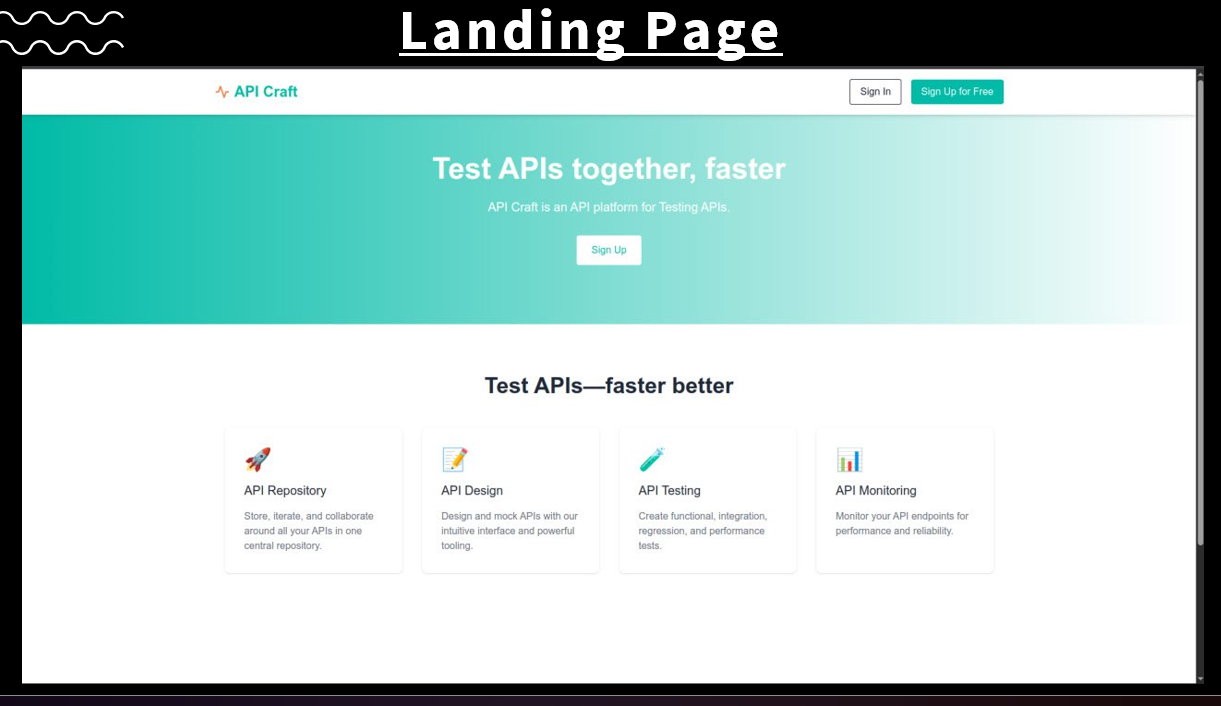 Landing Page
API Craft
Sign In
Sign Up for Free
Test APIs together, faster
API Craft is an API platform for Testing APIs.
Sign Up
Test APIs—faster better
API Repository
Store, iterate, and collaborate
around all your APIs in one
central repository.
API Design
Design and mock APIs with our
intuitive interface and powerful
tooling.
API Testing
Create functional, integration,
regression, and performance
tests.
API Monitoring
Monitor your API endpoints for
performance and reliability.